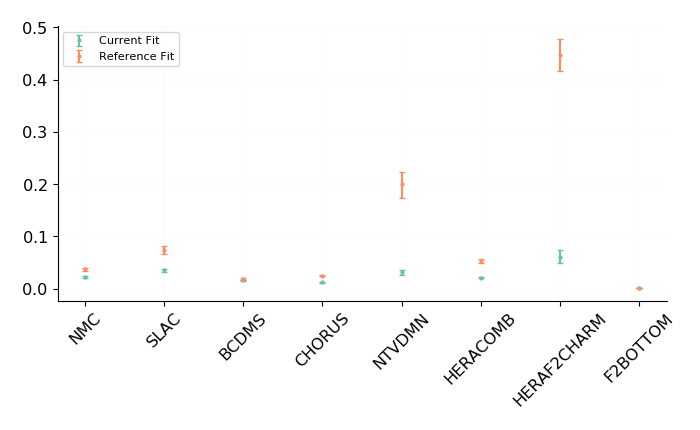 0.5
0.4
0.3
0.2
0.1
0.0
Current Fit
Reference Fit
NMC
SLAC
BCDMS
CHORUS
NTVDMN
HERACOMB
HERAF2CHARM
F2BOTTOM